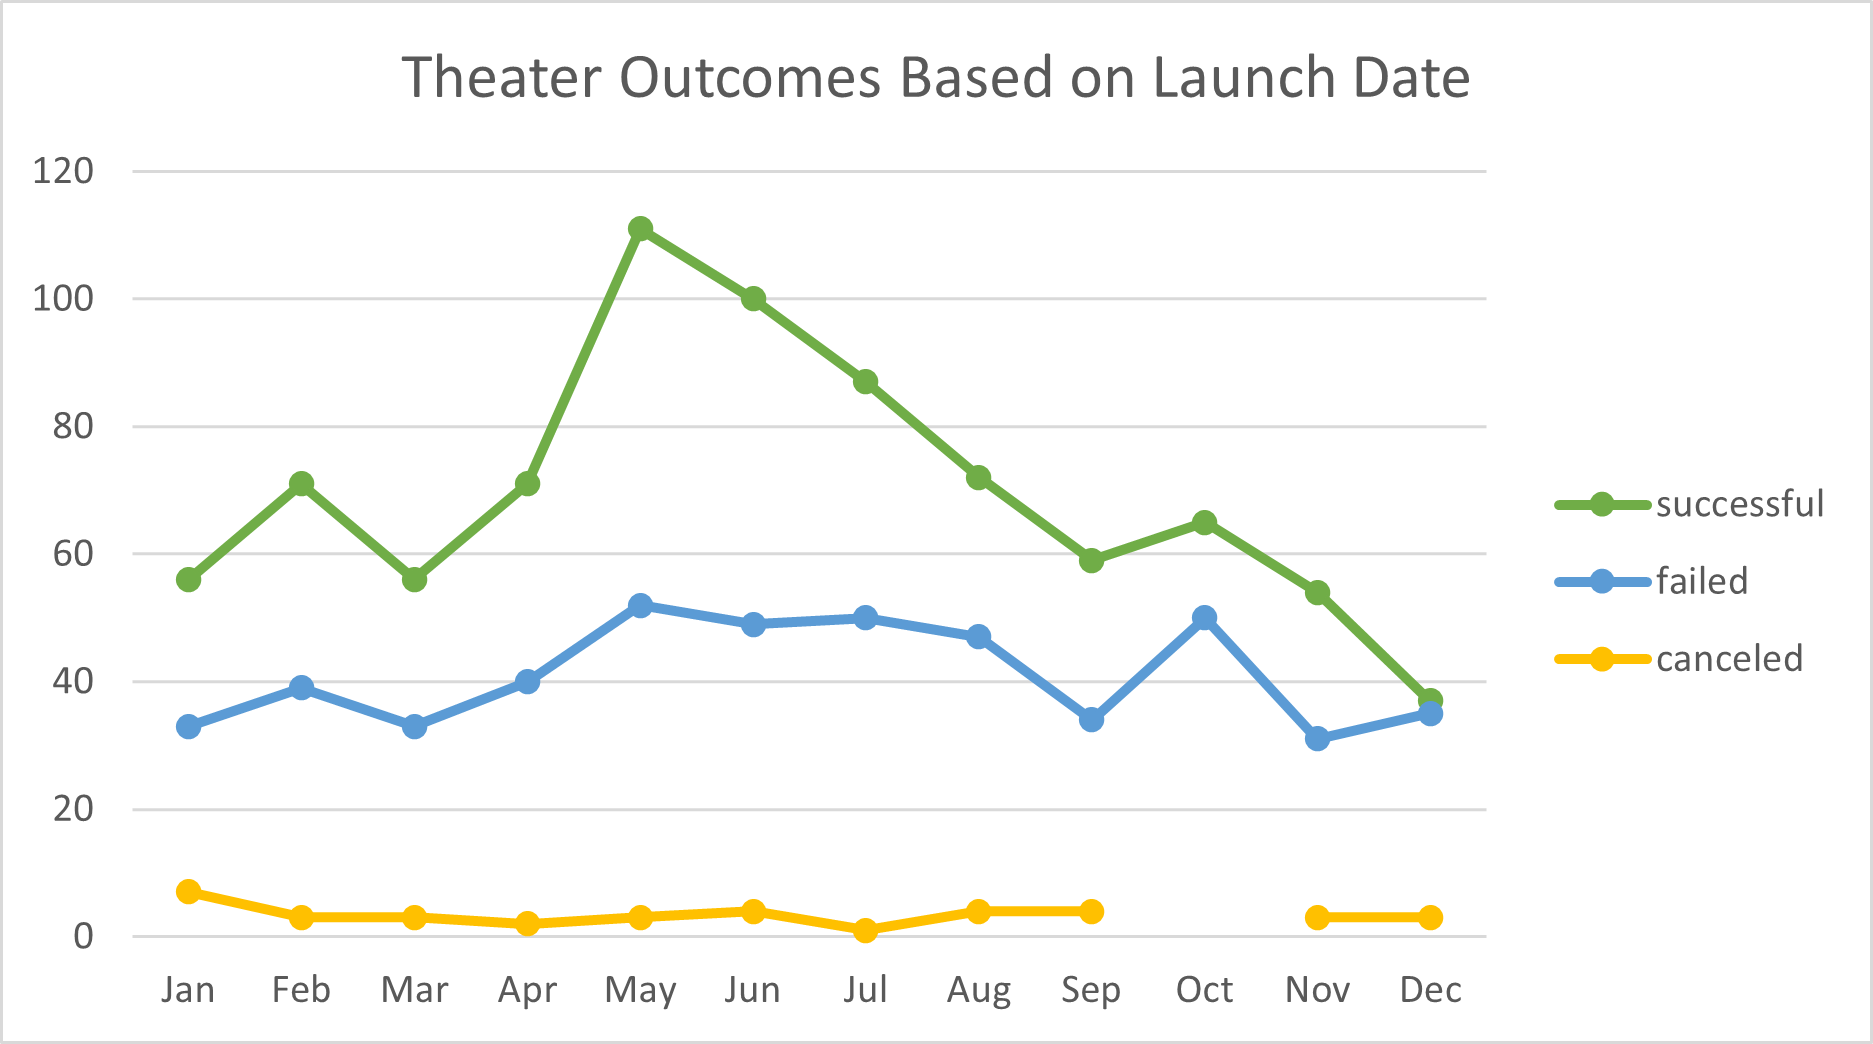 Theater Outcomes Based on Launch Date
120
100
80
60
40
20
0
Jan Feb Mar Apr May Jun Jul Aug Sep Oct Nov Dec
successful
failed
canceled